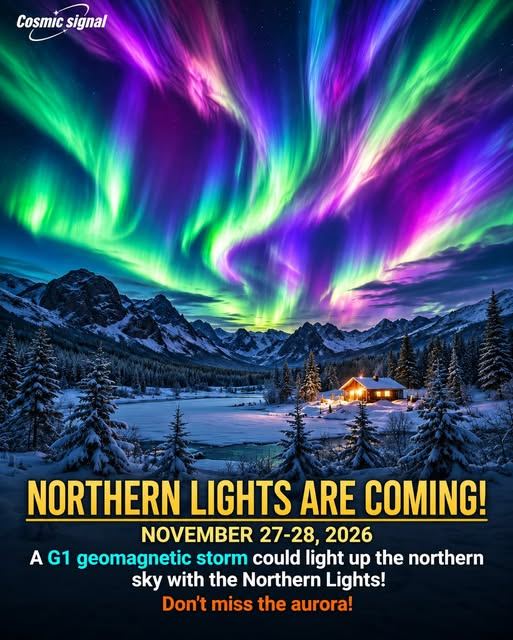 Cosmic signal
NORTHERN LIGHTS ARE COMING!
NOVEMBER 27-28, 2026
A G1 geomagnetic storm could light up the northern
sky with the Northern Lights!
Don't miss the aurora!